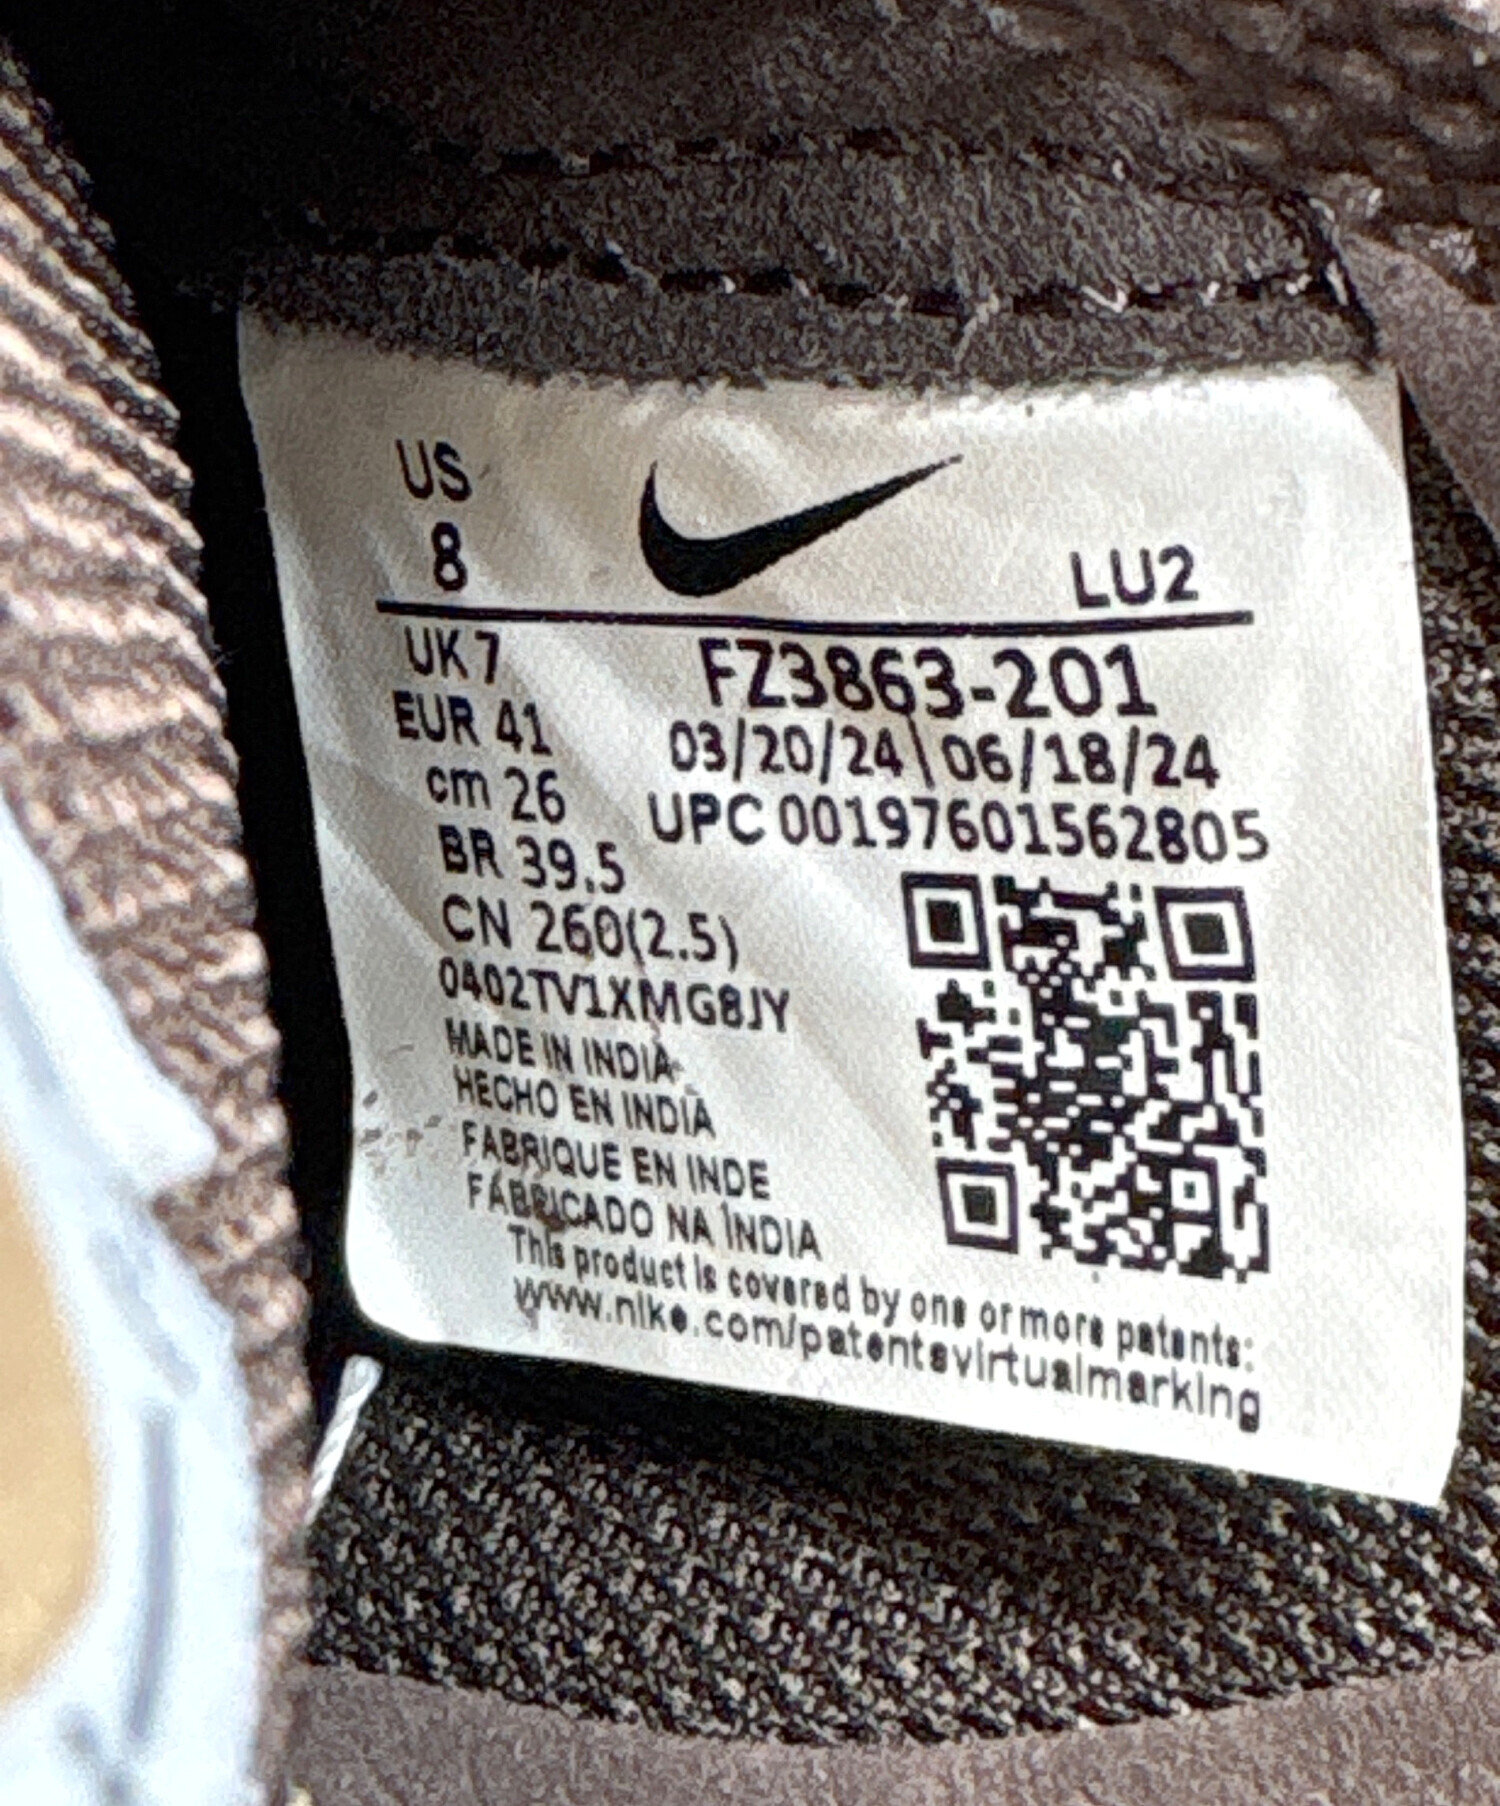 US
8
LU2
UK 7
FZ3863-201
EUR 41
03/20/24\06/18/24
cm 26
UPC 00197601562805
BR 39.5
CN 260(2.5)
0402TV1XMG8JY
MADE IN INDIA
HECHO EN INDIA
FABRIQUE EN INDE
FABRICADO NA ÍNDIA
This product is covered by one or more patents:
www.nike.com/patentsvirtualmarking